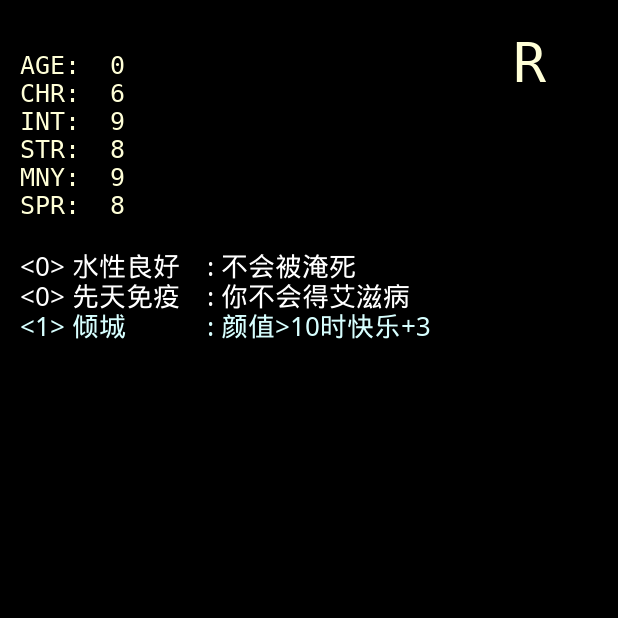 R
AGE: 0
CHR: 6
INT: 9
STR: 8
MNY: 9
SPR: 8
<0> 水性良好 : 不会被淹死
<0> 先天免疫 : 你不会得艾滋病
<1> 倾城 : 颜值>10时快乐+3